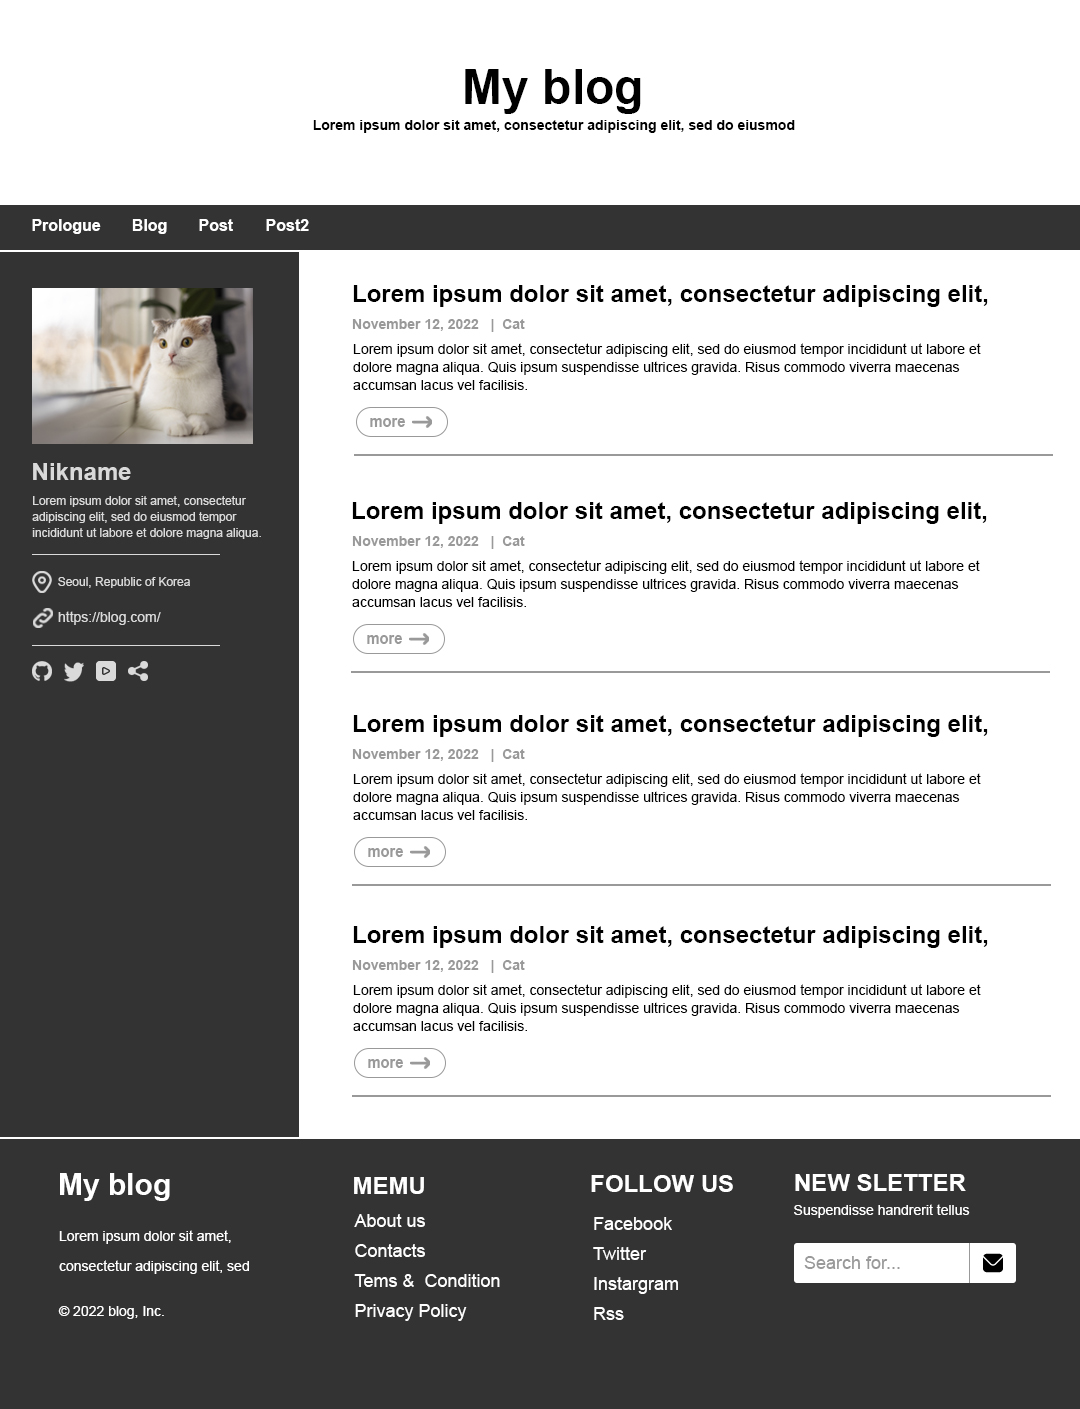 My blog
Lorem ipsum dolor sit amet, consectetur adipiscing elit, sed do eiusmod
Prologue Blog Post Post2
Nikname
Lorem ipsum dolor sit amet, consectetur
adipiscing elit, sed do eiusmod tempor
incididunt ut labore et dolore magna aliqua.
Seoul, Republic of Korea
https://blog.com/
Lorem ipsum dolor sit amet, consectetur adipiscing elit,
November 12, 2022 | Cat
Lorem ipsum dolor sit amet, consectetur adipiscing elit, sed do eiusmod tempor incididunt ut labore et
dolore magna aliqua. Quis ipsum suspendisse ultrices gravida. Risus commodo viverra maecenas
accumsan lacus vel facilisis.
more
Lorem ipsum dolor sit amet, consectetur adipiscing elit,
November 12, 2022 | Cat
Lorem ipsum dolor sit amet, consectetur adipiscing elit, sed do eiusmod tempor incididunt ut labore et
dolore magna aliqua. Quis ipsum suspendisse ultrices gravida. Risus commodo viverra maecenas
accumsan lacus vel facilisis.
more
Lorem ipsum dolor sit amet, consectetur adipiscing elit,
November 12, 2022 | Cat
Lorem ipsum dolor sit amet, consectetur adipiscing elit, sed do eiusmod tempor incididunt ut labore et
dolore magna aliqua. Quis ipsum suspendisse ultrices gravida. Risus commodo viverra maecenas
accumsan lacus vel facilisis.
more
Lorem ipsum dolor sit amet, consectetur adipiscing elit,
November 12, 2022 | Cat
Lorem ipsum dolor sit amet, consectetur adipiscing elit, sed do eiusmod tempor incididunt ut labore et
dolore magna aliqua. Quis ipsum suspendisse ultrices gravida. Risus commodo viverra maecenas
accumsan lacus vel facilisis.
more
My blog
Lorem ipsum dolor sit amet,
consectetur adipiscing elit, sed
© 2022 blog, Inc.
MEMU
About us
Contacts
Tems & Condition
Privacy Policy
FOLLOW US
Facebook
Twitter
Instargram
Rss
NEW SLETTER
Suspendisse handrerit tellus
Search for...